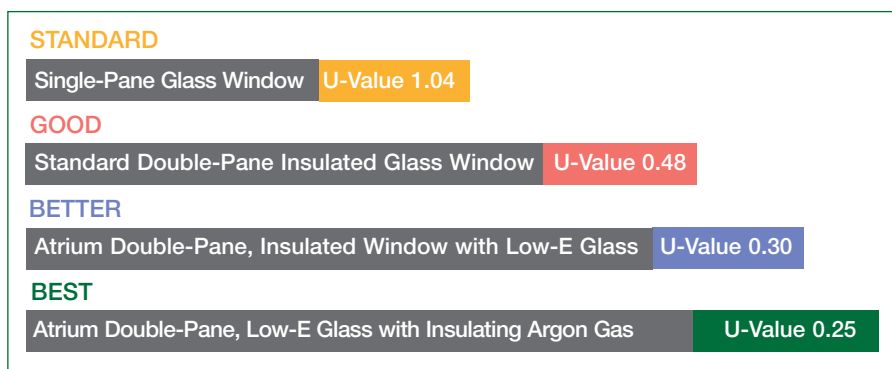 STANDARD
Single-Pane Glass Window U-Value 1.04
GOOD
Standard Double-Pane Insulated Glass Window U-Value 0.48
BETTER
Atrium Double-Pane, Insulated Window with Low-E Glass U-Value 0.30
BEST
Atrium Double-Pane, Low-E Glass with Insulating Argon Gas U-Value 0.25